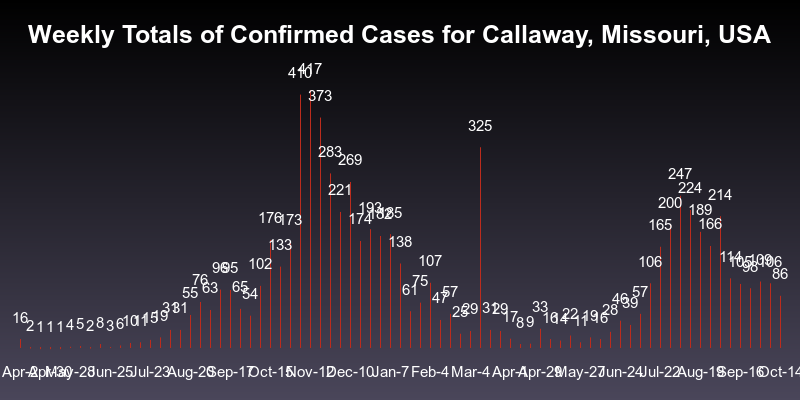 Weekly Totals of Confirmed Cases for Callaway, Missouri, USA
16 2 1 1 1 4 5 2 8 3 6 10 11 15 19 31 31 55 76 63 96 95 65 54 102 176 133 173 410 417 373 283 221 269 174 193 182 185 138 61 75 107 47 57 25 29 325 31 29 17 8 9 33 16 14 22 11 19 16 28 46 39 57 106 165 200 247 224 189 166 214 114 105 98 109 106 86
Apr-2 Apr-30 May-28 Jun-25 Jul-23 Aug-20 Sep-17 Oct-15 Nov-12 Dec-10 Jan-7 Feb-4 Mar-4 Apr-1 Apr-29 May-27 Jun-24 Jul-22 Aug-19 Sep-16 Oct-14